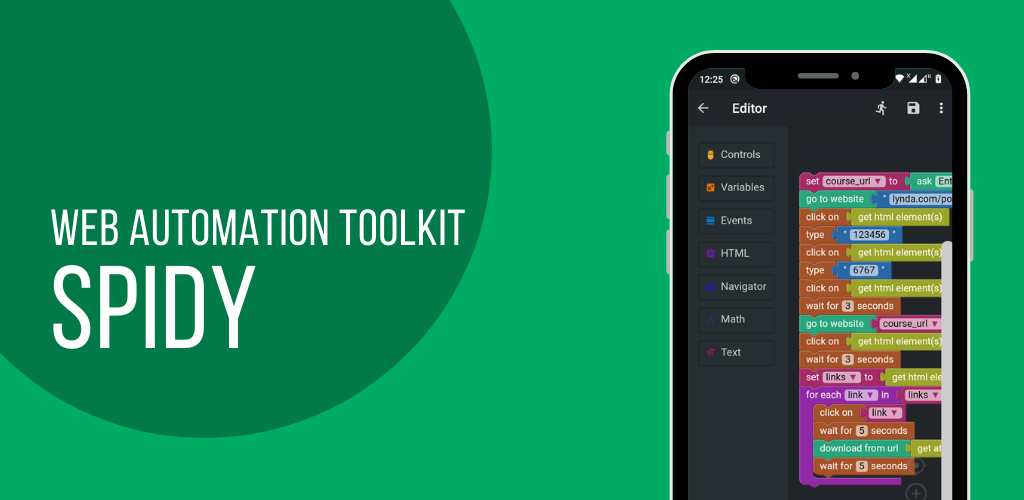 WEB AUTOMATION TOOLKIT
SPIDY
12:25
Editor
Controls
Variables
Events
HTML
Navigator
Math
Text
set course_url ▼ to ask Ent
go to website " lynda.com/po
click on get html element(s)
type " 123456 "
click on get html element(s)
type " 6767 "
click on get html element(s)
wait for 3 seconds
go to website course_url ▼
click on get html element(s)
wait for 3 seconds
set links ▼ to get html ele
for each link ▼ in links ▼
click on link ▼
wait for 5 seconds
download from url get at
wait for 5 seconds